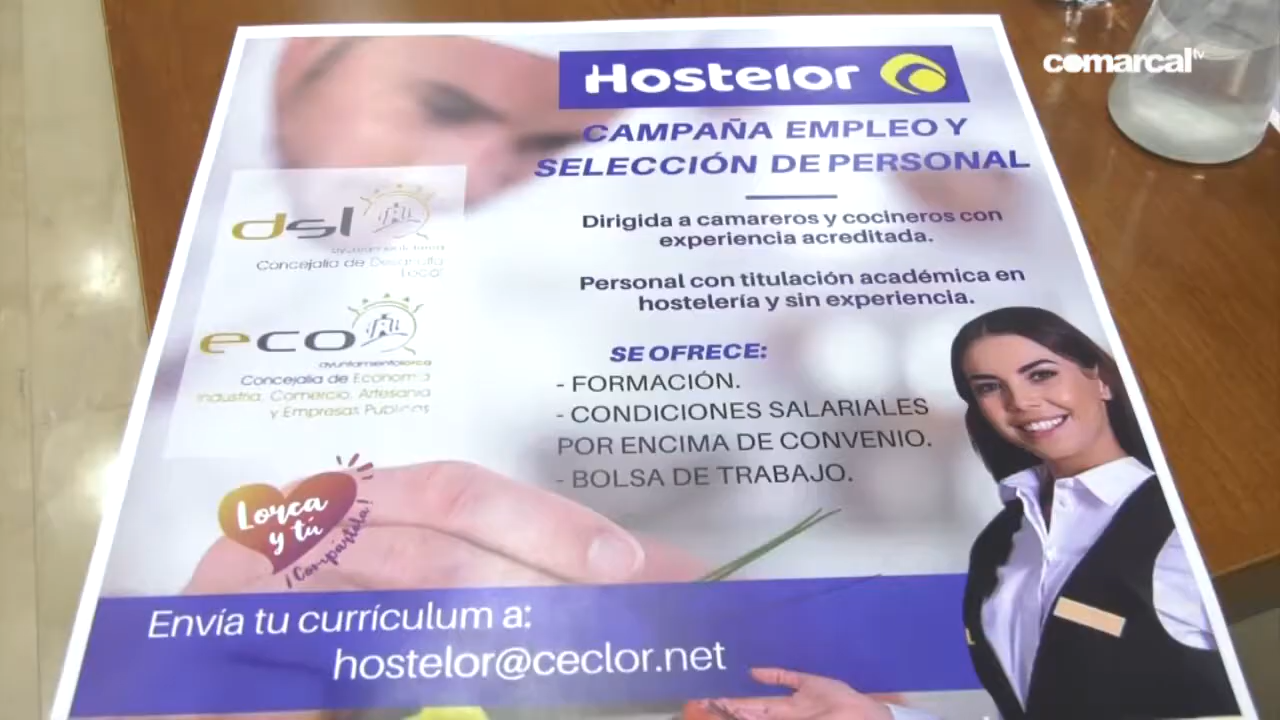 comarcal tv
Hostelor
CAMPAÑA EMPLEO Y
SELECCIÓN DE PERSONAL
Dirigida a camareros y cocineros con
experiencia acreditada.
Personal con titulación académica en
hostelería y sin experiencia.
SE OFRECE:
- FORMACIÓN.
- CONDICIONES SALARIALES
POR ENCIMA DE CONVENIO.
- BOLSA DE TRABAJO.
dsl
Concejalía de Desarrollo
Local
eco
ayuntamientolorca
Concejalía de Economía
Industria, Comercio, Artesanía
y Empresas Públicas
Lorca
y tú
¡Compártela!
Envía tu currículum a:
hostelor@ceclor.net